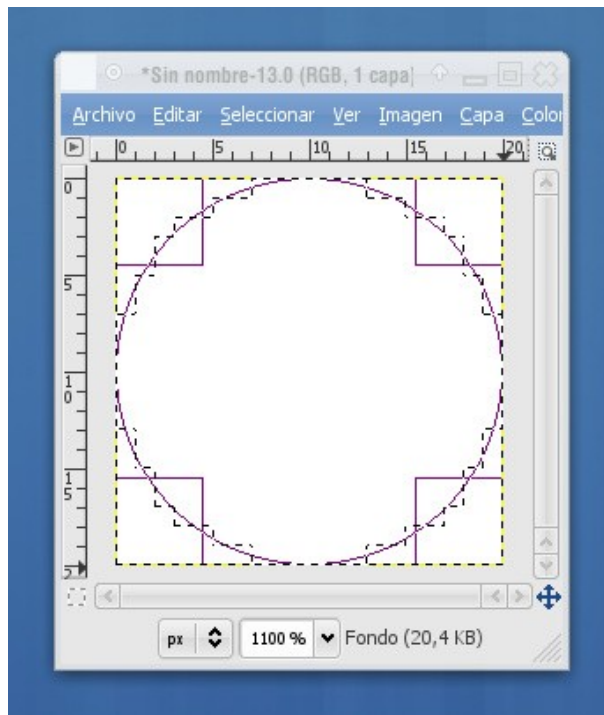 *Sin nombre-13.0 (RGB, 1 capa)
Archivo Editar Seleccionar Ver Imagen Capa Color
0 5 10 15 20
0
5
10
15
2
px 1100 % Fondo (20,4 KB)